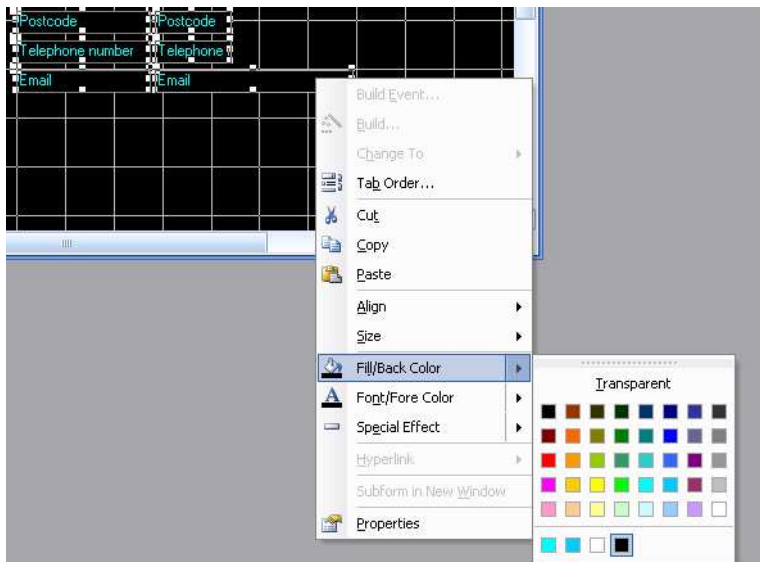 Postcode Postcode
Telephone number Telephone
Email Email
Build Event...
Build...
Change To
Tab Order...
Cut
Copy
Paste
Align
Size
Fill/Back Color
Font/Fore Color
Special Effect
Hyperlink
Subform in New Window
Properties
Transparent